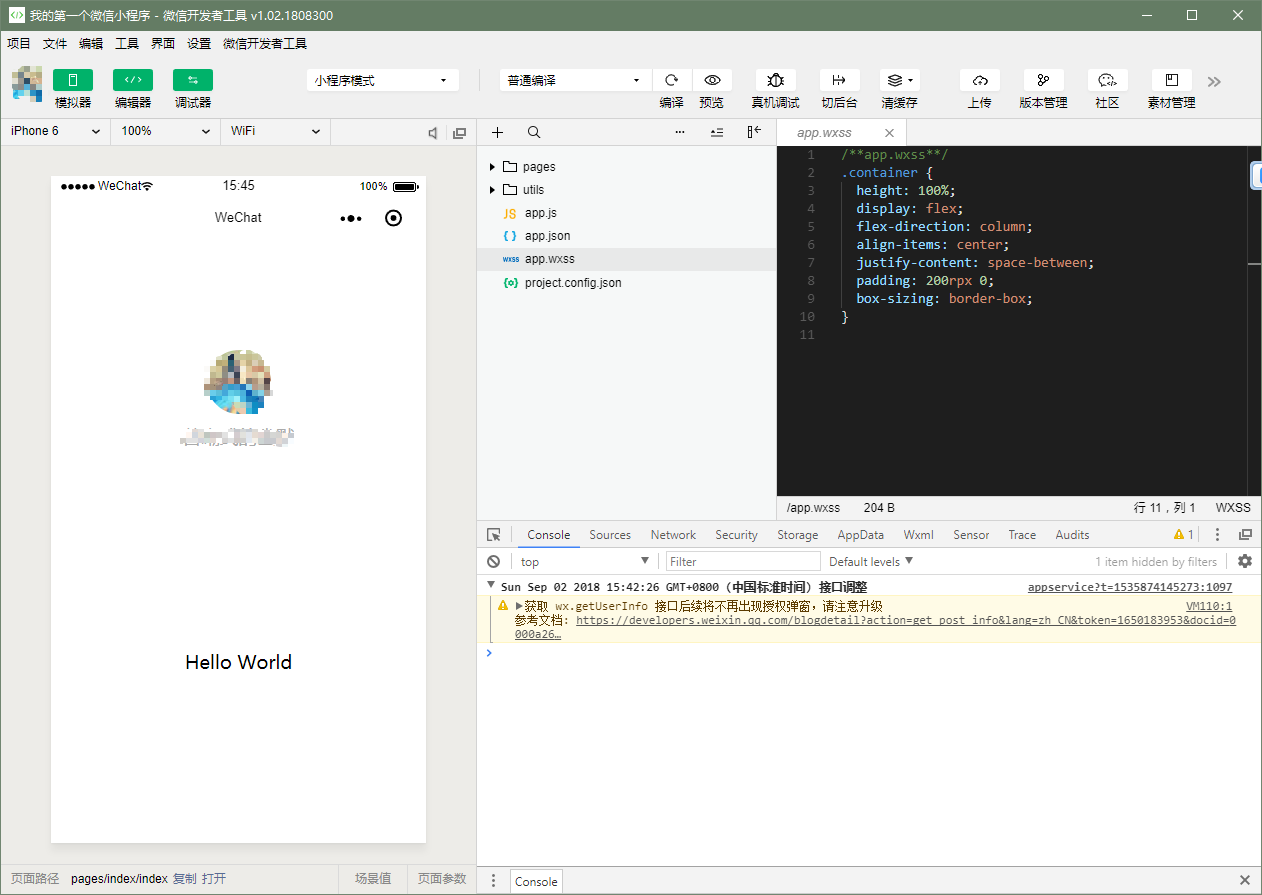 我的第一个微信小程序 - 微信开发者工具 v1.02.1808300
项目 文件 编辑 工具 界面 设置 微信开发者工具
小程序模式 普通编译
模拟器 编辑器 调试器 编译 预览 真机调试 切后台 清缓存 上传 版本管理 社区 素材管理
iPhone 6 100% WiFi
WeChat 15:45 100%
WeChat
Hello World
页面路径 pages/index/index 复制 打开 场景值 页面参数
pages
utils
JS app.js
{ } app.json
wxss app.wxss
{o} project.config.json
app.wxss
1 /**app.wxss**/
2 .container {
3 height: 100%;
4 display: flex;
5 flex-direction: column;
6 align-items: center;
7 justify-content: space-between;
8 padding: 200rpx 0;
9 box-sizing: border-box;
10 }
11
/app.wxss 204 B 行 11，列 1 WXSS
Console Sources Network Security Storage AppData Wxml Sensor Trace Audits 1
top Filter Default levels 1 item hidden by filters
Sun Sep 02 2018 15:42:26 GMT+0800 (中国标准时间) 接口调整 appservice?t=1535874145273:1097
获取 wx.getUserInfo 接口后续将不再出现授权弹窗，请注意升级 VM110:1
参考文档: https://developers.weixin.qq.com/blogdetail?action=get_post_info&lang=zh_CN&token=1650183953&docid=0
000a26…
Console